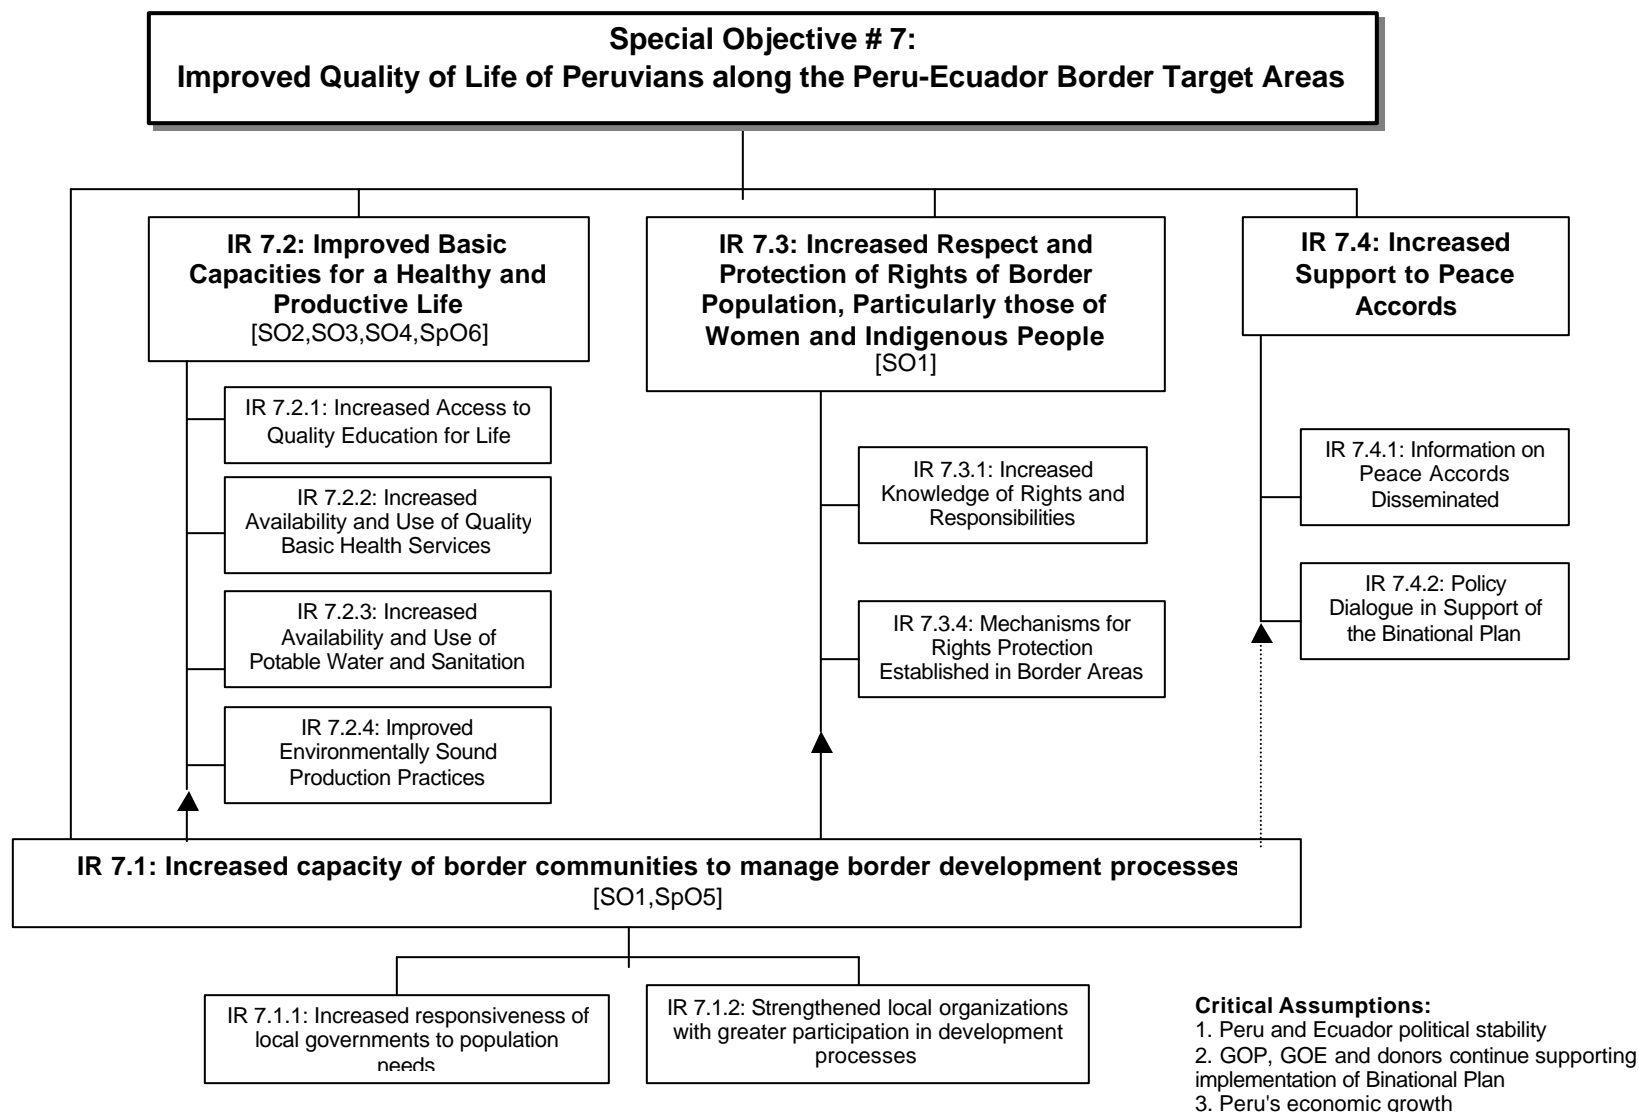 Special Objective # 7:
Improved Quality of Life of Peruvians along the Peru-Ecuador Border Target Areas
IR 7.2: Improved Basic
Capacities for a Healthy and
Productive Life
[SO2,SO3,SO4,SpO6]
IR 7.2.1: Increased Access to
Quality Education for Life
IR 7.2.2: Increased
Availability and Use of Quality
Basic Health Services
IR 7.2.3: Increased
Availability and Use of
Potable Water and Sanitation
IR 7.2.4: Improved
Environmentally Sound
Production Practices
IR 7.3: Increased Respect and
Protection of Rights of Border
Population, Particularly those of
Women and Indigenous People
[SO1]
IR 7.3.1: Increased
Knowledge of Rights and
Responsibilities
IR 7.3.4: Mechanisms for
Rights Protection
Established in Border Areas
IR 7.4: Increased
Support to Peace
Accords
IR 7.4.1: Information on
Peace Accords
Disseminated
IR 7.4.2: Policy
Dialogue in Support of
the Binational Plan
IR 7.1: Increased capacity of border communities to manage border development processes
[SO1,SpO5]
IR 7.1.1: Increased responsiveness of
local governments to population
needs
IR 7.1.2: Strengthened local organizations
with greater participation in development
processes
Critical Assumptions:
1. Peru and Ecuador political stability
2. GOP, GOE and donors continue supporting
implementation of Binational Plan
3. Peru's economic growth